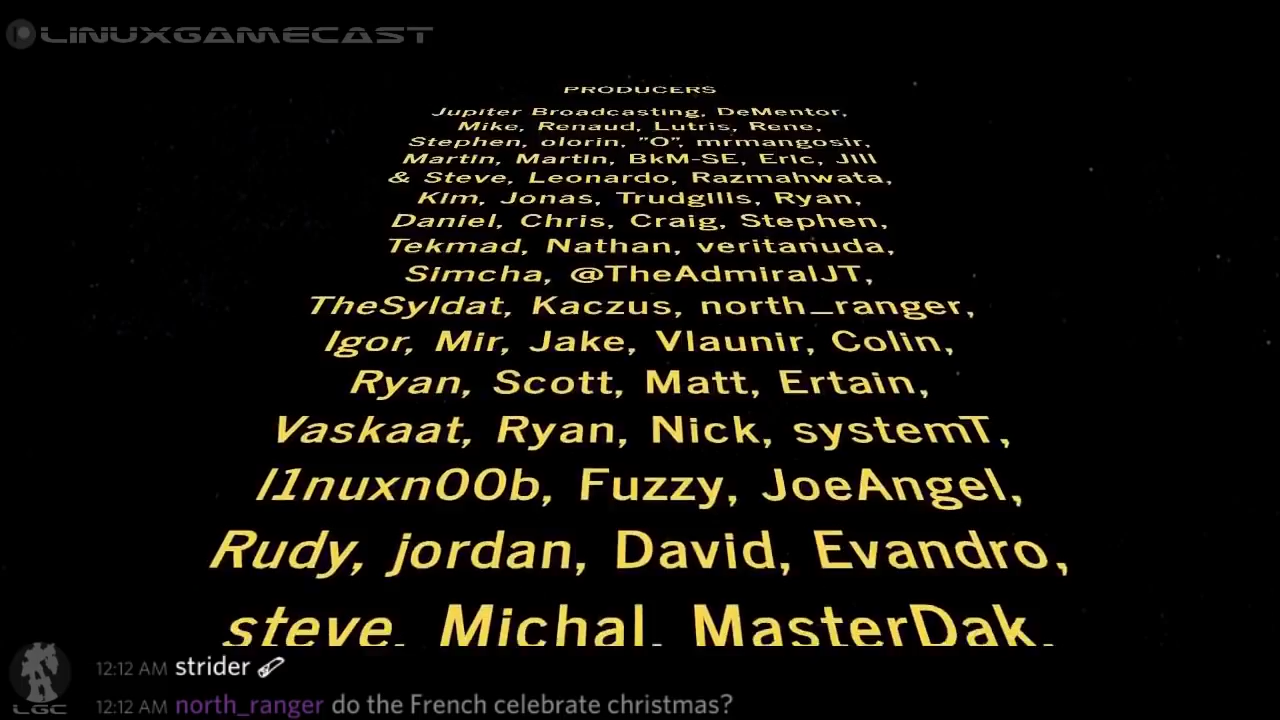 LINUXGAMECAST
PRODUCERS
Jupiter Broadcasting, DeMentor,
Mike, Renaud, Lutris, Rene,
Stephen, olorin, "O", mrmangosir,
Martin, Martin, BkM-SE, Eric, Jill
& Steve, Leonardo, Razmahwata,
Kim, Jonas, Trudgllls, Ryan,
Daniel, Chris, Craig, Stephen,
Tekmad, Nathan, veritanuda,
Simcha, @TheAdmiralJT,
TheSyldat, Kaczus, north_ranger,
Igor, Mir, Jake, Vlaunir, Colin,
Ryan, Scott, Matt, Ertain,
Vaskaat, Ryan, Nick, systemT,
l1nuxn00b, Fuzzy, JoeAngel,
Rudy, jordan, David, Evandro,
steve, Michal, MasterDak,
12:12 AM strider
LGC
12:12 AM north_ranger do the French celebrate christmas?